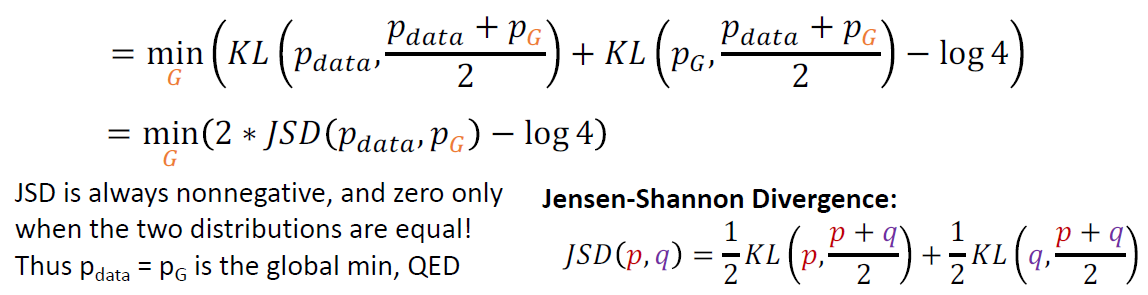 = min_G (KL(p_data, (p_data + p_G)/2) + KL(p_G, (p_data + p_G)/2) − log 4)
= min_G (2 * JSD(p_data, p_G) − log 4)
JSD is always nonnegative, and zero only
when the two distributions are equal!
Thus p_data = p_G is the global min, QED
Jensen-Shannon Divergence:
JSD(p, q) = 1/2 KL(p, (p + q)/2) + 1/2 KL(q, (p + q)/2)